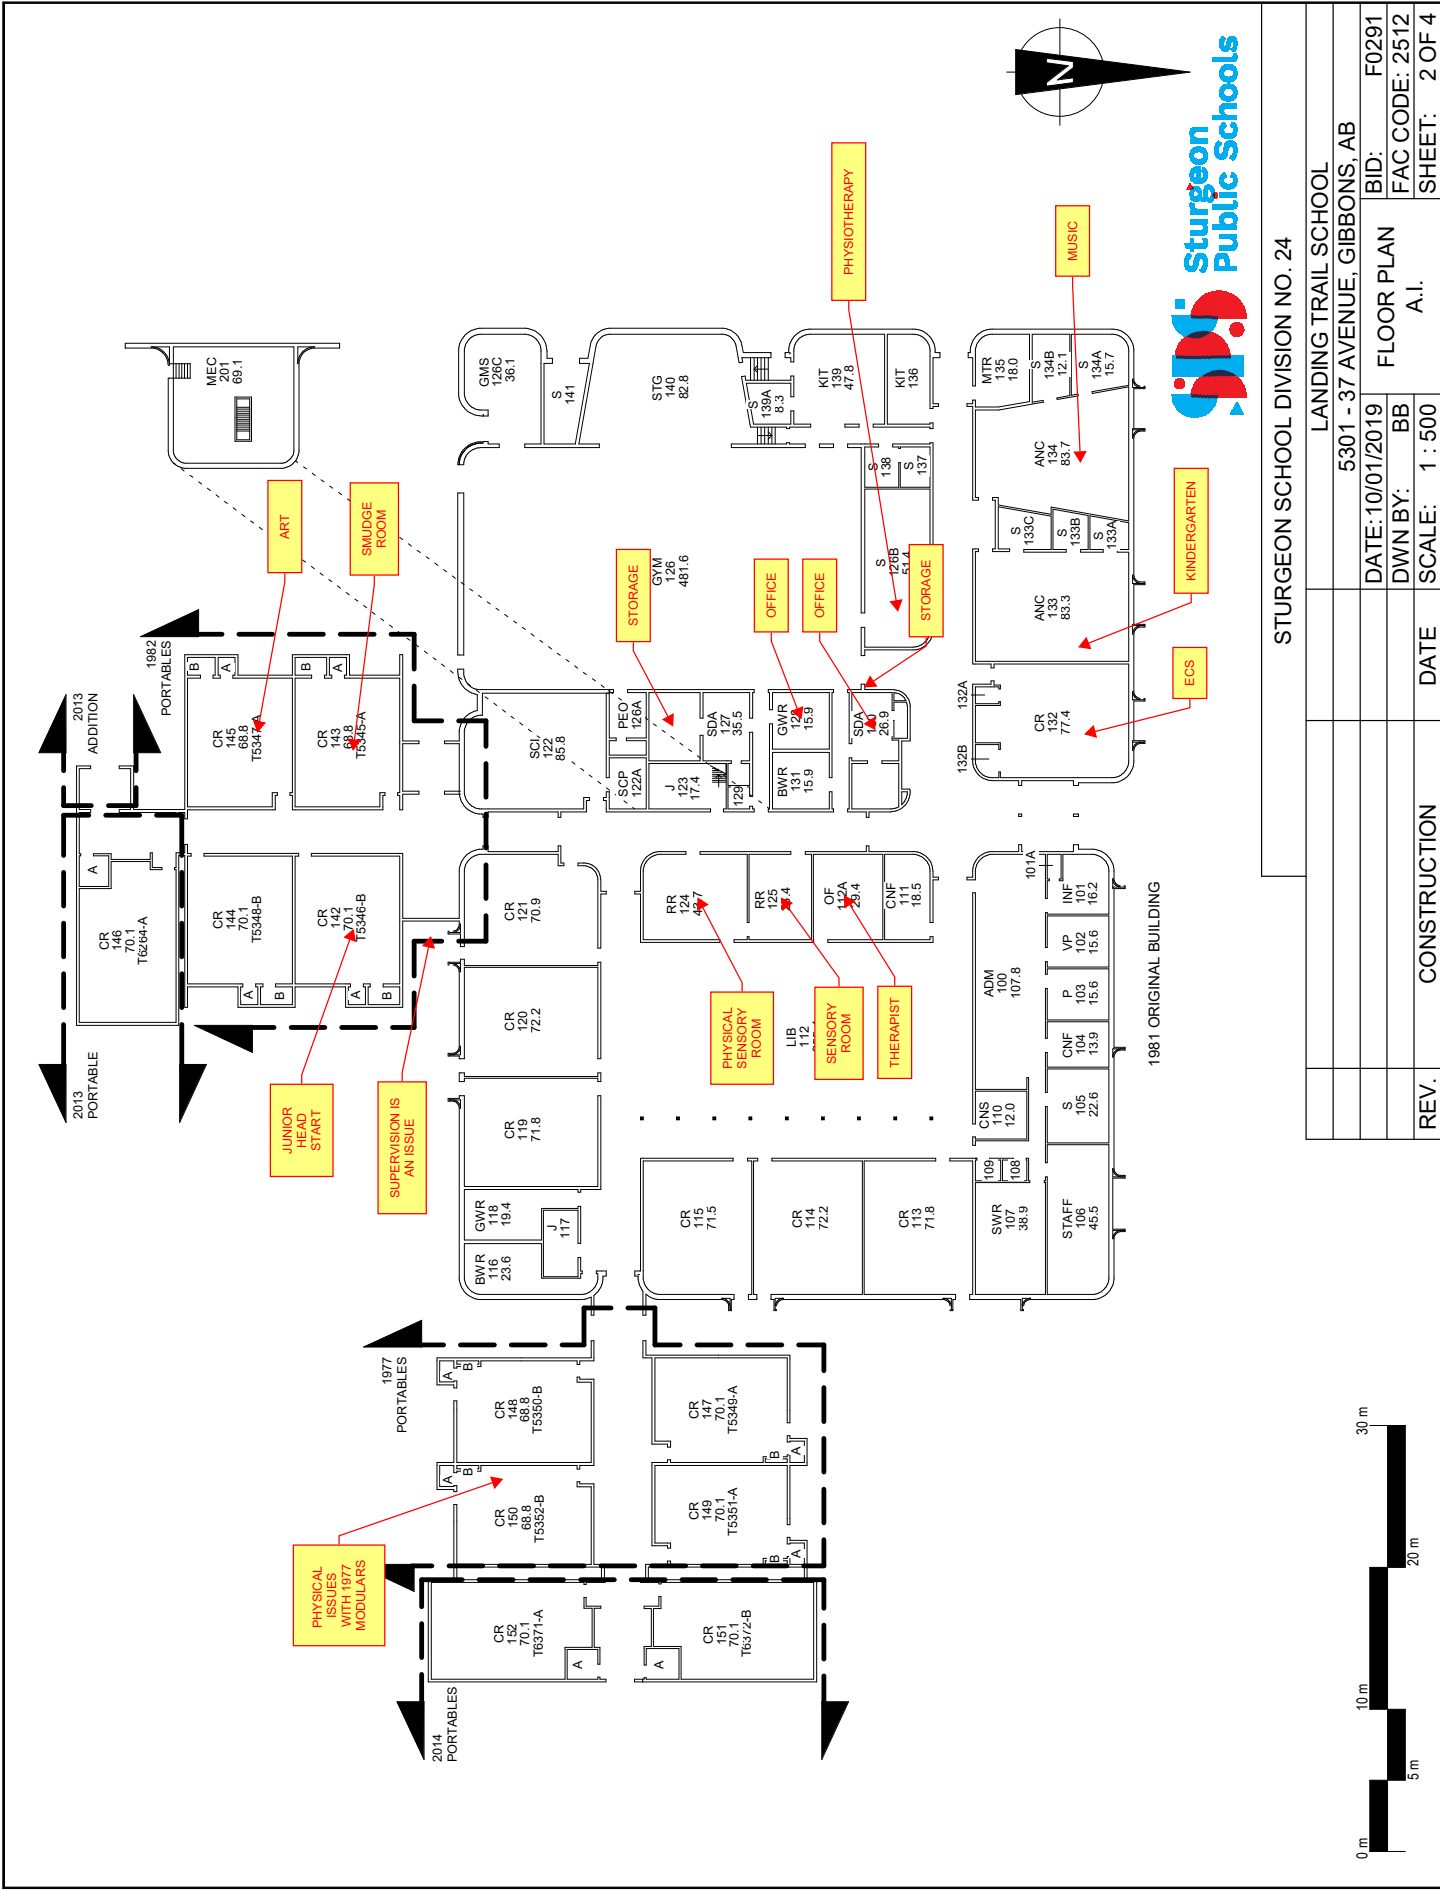 2013
ADDITION
1982
PORTABLES
2013
PORTABLE
MEC
201
69.1
ART
SMUDGE
ROOM
CR
145
68.8
T5347-A
B
A
CR
143
68.8
T5345-A
B
A
CR
146
70.1
T6264-A
A
CR
144
70.1
T5348-B
A
B
CR
142
70.1
T5346-B
A
B
JUNIOR
HEAD
START
SUPERVISION IS
AN ISSUE
1977
PORTABLES
PHYSICAL
ISSUES
WITH 1977
MODULARS
2014
PORTABLES
GMS
126C
36.1
S
141
STG
140
82.8
S
139A
8.3
KIT
139
47.8
KIT
136
GYM
126
481.6
S
138
S
137
S
126B
51.4
PHYSIOTHERAPY
STORAGE
OFFICE
OFFICE
STORAGE
SCI
122
85.8
PEO
126A
SCP
122A
J
123
17.4
SDA
127
35.5
129
GWR
15.9
BWR
131
15.9
SDA
26.9
CR
121
70.9
CR
120
72.2
CR
119
71.8
GWR
118
19.4
BWR
116
23.6
J
117
RR
124
RR
125
OF
112A
29.4
CNF
111
18.5
PHYSICAL
SENSORY
ROOM
SENSORY
ROOM
THERAPIST
LIB
112
CR
115
71.5
CR
114
72.2
CR
113
71.8
CR
148
68.8
T5350-B
A
B
CR
150
68.8
T5352-B
A
B
CR
147
70.1
T5349-A
B
A
CR
149
70.1
T5351-A
B
A
CR
152
70.1
T6371-A
A
CR
151
70.1
T6372-B
A
MTR
135
18.0
S
134B
12.1
S
134A
15.7
ANC
134
83.7
MUSIC
S
133C
S
133B
S
133A
ANC
133
83.3
KINDERGARTEN
CR
132
77.4
132A
132B
ECS
101A
INF
101
16.2
VP
102
15.6
P
103
15.6
CNF
104
13.9
S
105
22.6
STAFF
106
45.5
ADM
100
107.8
CNS
110
12.0
109
108
SWR
107
38.9
1981 ORIGINAL BUILDING
N
Sturgeon
Public Schools
STURGEON SCHOOL DIVISION NO. 24
LANDING TRAIL SCHOOL
5301 - 37 AVENUE, GIBBONS, AB
DATE: 10/01/2019
DWN BY: BB
SCALE: 1 : 500
FLOOR PLAN
A.I.
BID: F0291
FAC CODE: 2512
SHEET: 2 OF 4
REV.
CONSTRUCTION
DATE
0 m
5 m
10 m
20 m
30 m